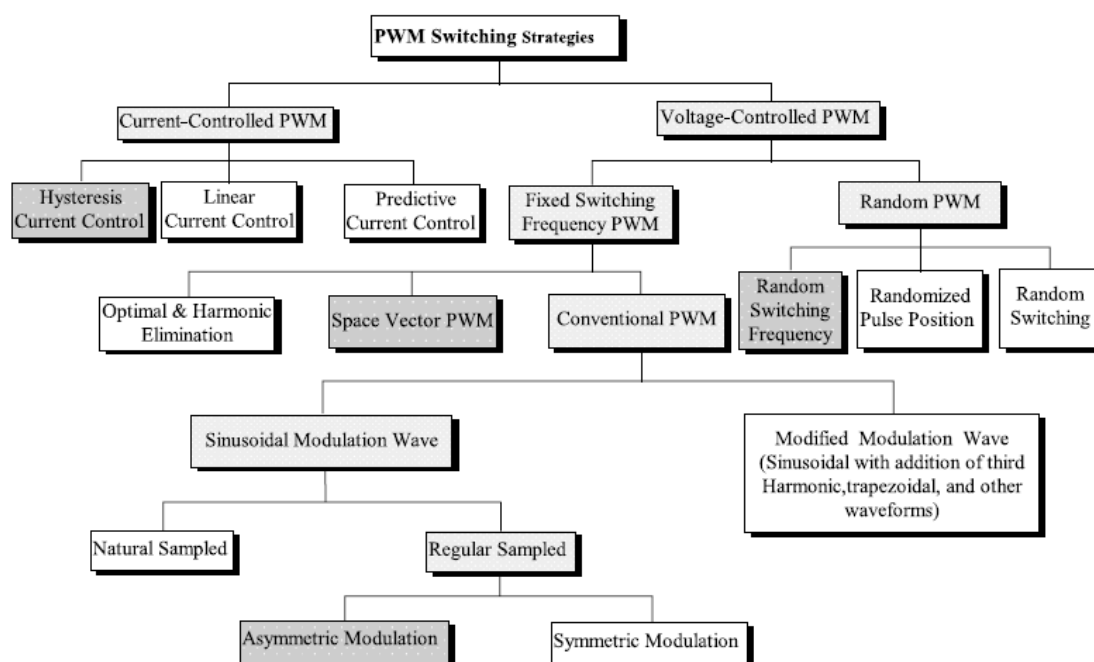 PWM Switching Strategies
Current-Controlled PWM
Voltage-Controlled PWM
Hysteresis
Current Control
Linear
Current Control
Predictive
Current Control
Fixed Switching
Frequency PWM
Random PWM
Optimal & Harmonic
Elimination
Space Vector PWM
Conventional PWM
Random
Switching
Frequency
Randomized
Pulse Position
Random
Switching
Sinusoidal Modulation Wave
Modified Modulation Wave
(Sinusoidal with addition of third
Harmonic,trapezoidal, and other
waveforms)
Natural Sampled
Regular Sampled
Asymmetric Modulation
Symmetric Modulation